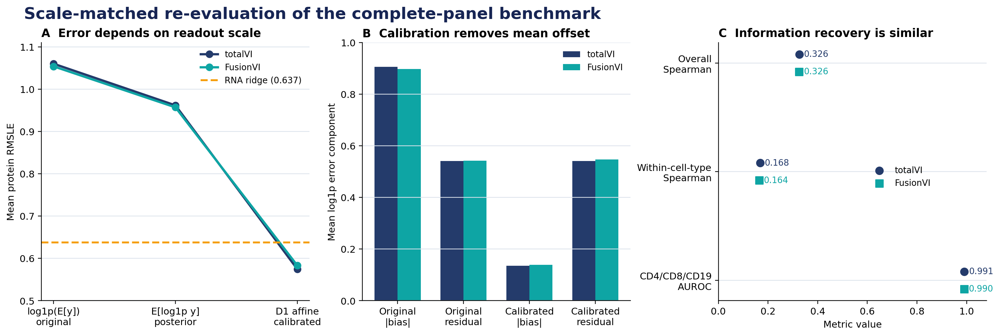 Scale-matched re-evaluation of the complete-panel benchmark
A Error depends on readout scale
Mean protein RMSLE
1.1
1.0
0.9
0.8
0.7
0.6
0.5
totalVI
FusionVI
RNA ridge (0.637)
log1p(E[y])
original
E[log1p y]
posterior
D1 affine
calibrated
B Calibration removes mean offset
Mean log1p error component
1.0
0.8
0.6
0.4
0.2
0.0
totalVI
FusionVI
Original
|bias|
Original
residual
Calibrated
|bias|
Calibrated
residual
C Information recovery is similar
Overall
Spearman
0.326
0.326
Within-cell-type
Spearman
0.168
0.164
totalVI
FusionVI
CD4/CD8/CD19
AUROC
0.991
0.990
0.0 0.2 0.4 0.6 0.8 1.0
Metric value